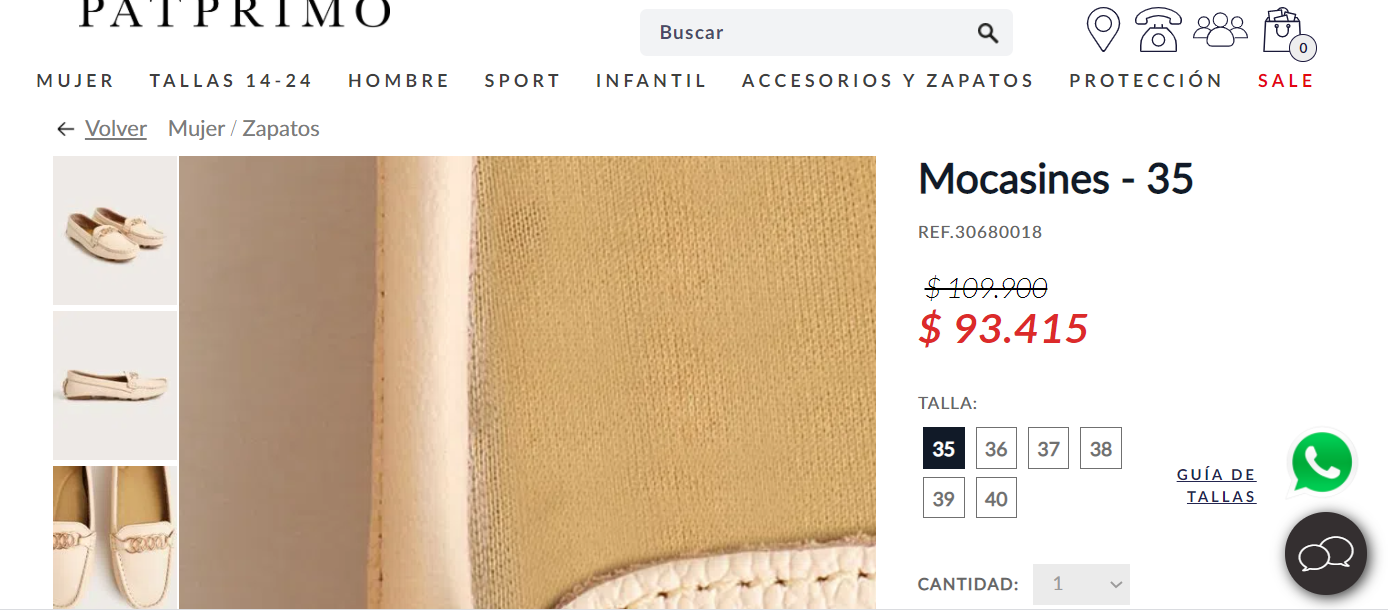 PATPRIMO
Buscar
0
MUJER TALLAS 14-24 HOMBRE SPORT INFANTIL ACCESORIOS Y ZAPATOS PROTECCIÓN SALE
Volver Mujer / Zapatos
Mocasines - 35
REF.30680018
$ 109.900
$ 93.415
TALLA:
35 36 37 38
39 40
GUÍA DE
TALLAS
CANTIDAD: 1